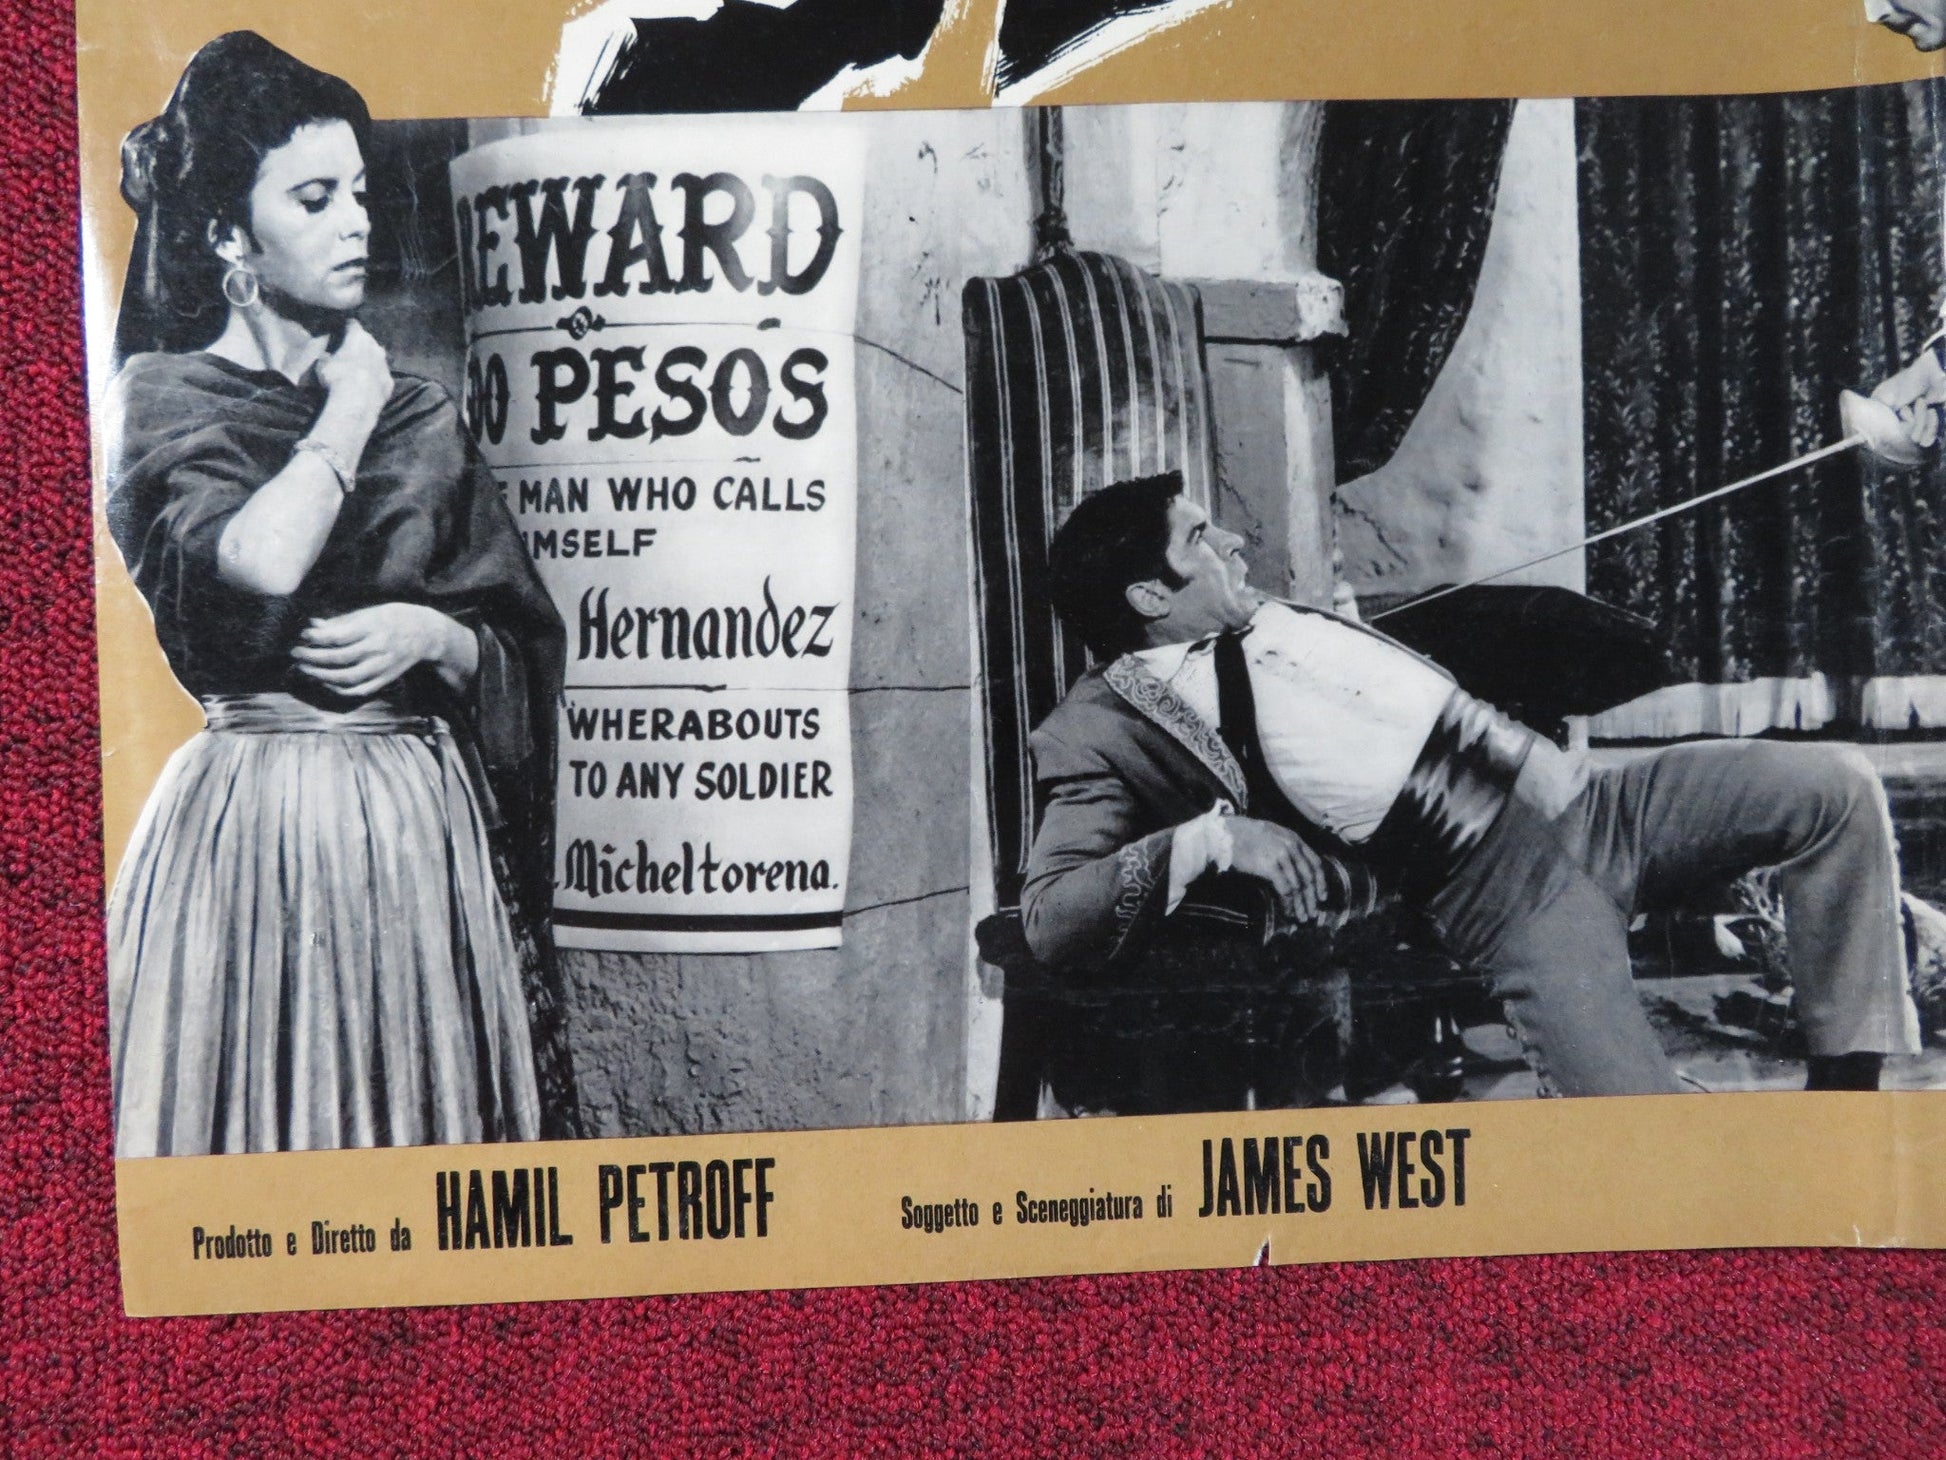 REWARD
PESOS
MAN WHO CALLS
Hernandez
WHERABOUTS
TO ANY SOLDIER
Micheltorena.
Prodotto e Diretto da HAMIL PETROFF
Soggetto e Sceneggiatura di JAMES WEST